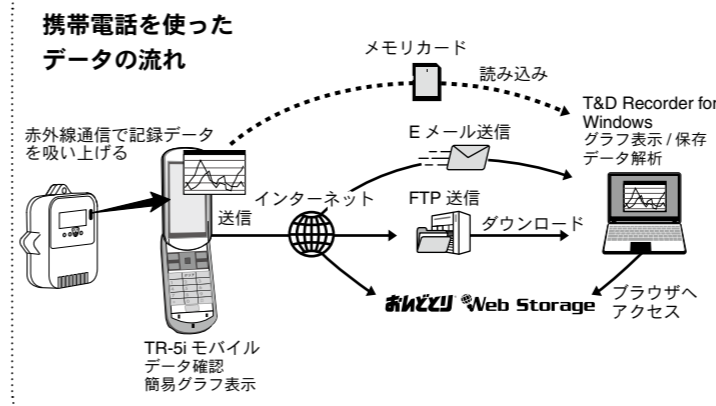 携帯電話を使った
データの流れ
メモリカード
読み込み
T&D Recorder for
Windows
グラフ表示 / 保存
データ解析
赤外線通信で記録データ
を吸い上げる
E メール送信
インターネット
送信
FTP 送信
ダウンロード
おんどとり Web Storage
ブラウザへ
アクセス
TR-5i モバイル
データ確認
簡易グラフ表示